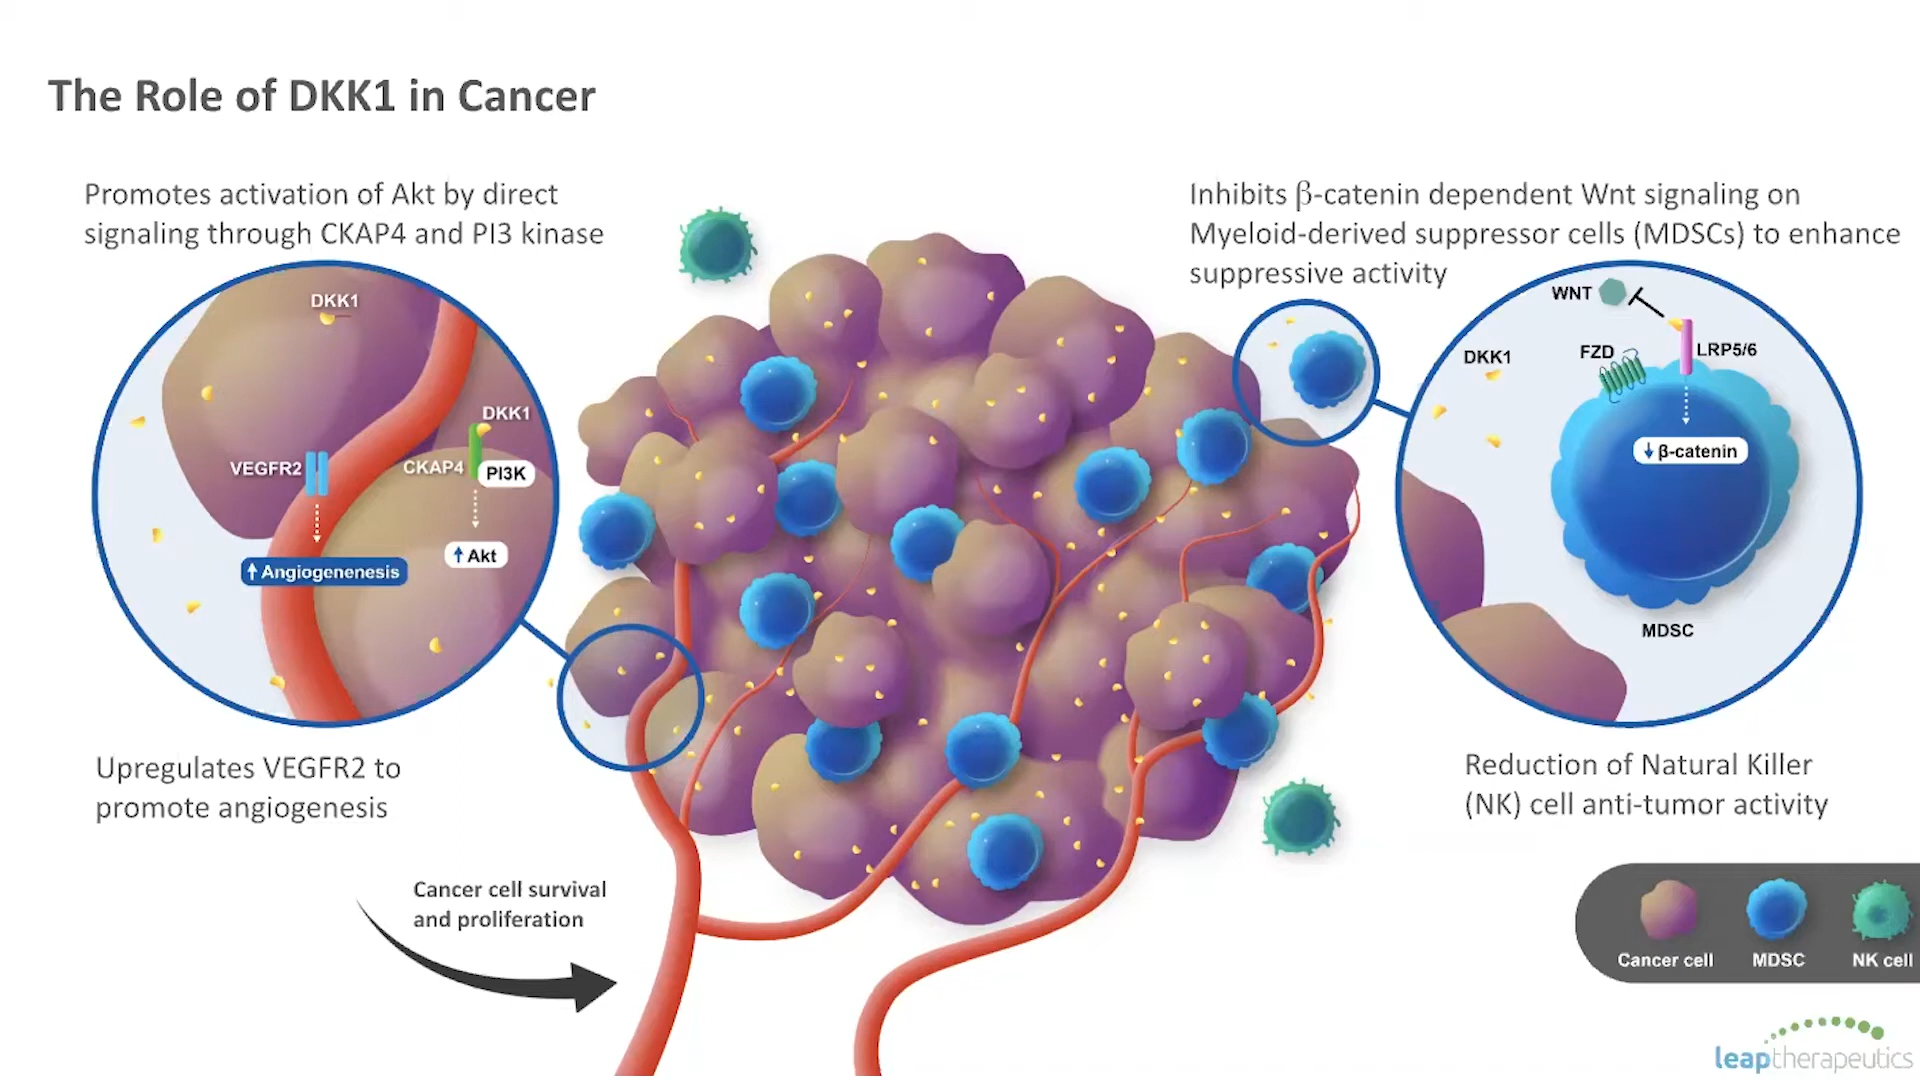 The Role of DKK1 in Cancer
Promotes activation of Akt by direct
signaling through CKAP4 and PI3 kinase
DKK1
DKK1
VEGFR2
CKAP4
PI3K
↑ Akt
↑ Angiogenenesis
Upregulates VEGFR2 to
promote angiogenesis
Cancer cell survival
and proliferation
Inhibits β-catenin dependent Wnt signaling on
Myeloid-derived suppressor cells (MDSCs) to enhance
suppressive activity
WNT
DKK1
FZD
LRP5/6
↓ β-catenin
MDSC
Reduction of Natural Killer
(NK) cell anti-tumor activity
Cancer cell
MDSC
NK cell
leaptherapeutics